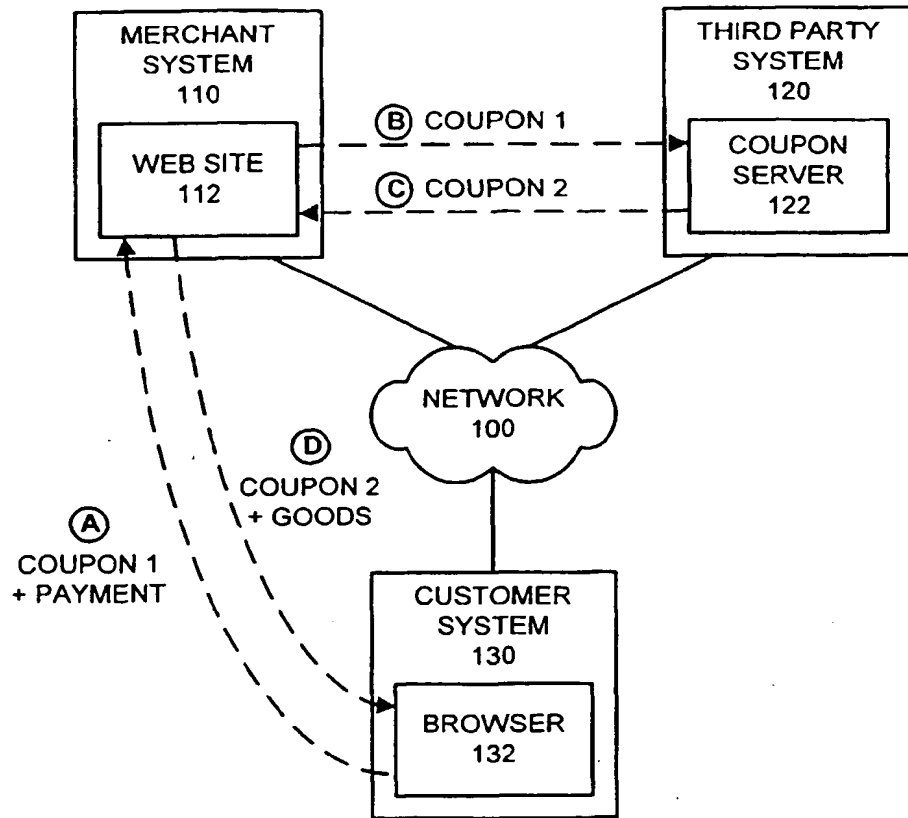 MERCHANT
SYSTEM
110
WEB SITE
112
THIRD PARTY
SYSTEM
120
COUPON
SERVER
122
B COUPON 1
C COUPON 2
NETWORK
100
D
COUPON 2
+ GOODS
A
COUPON 1
+ PAYMENT
CUSTOMER
SYSTEM
130
BROWSER
132